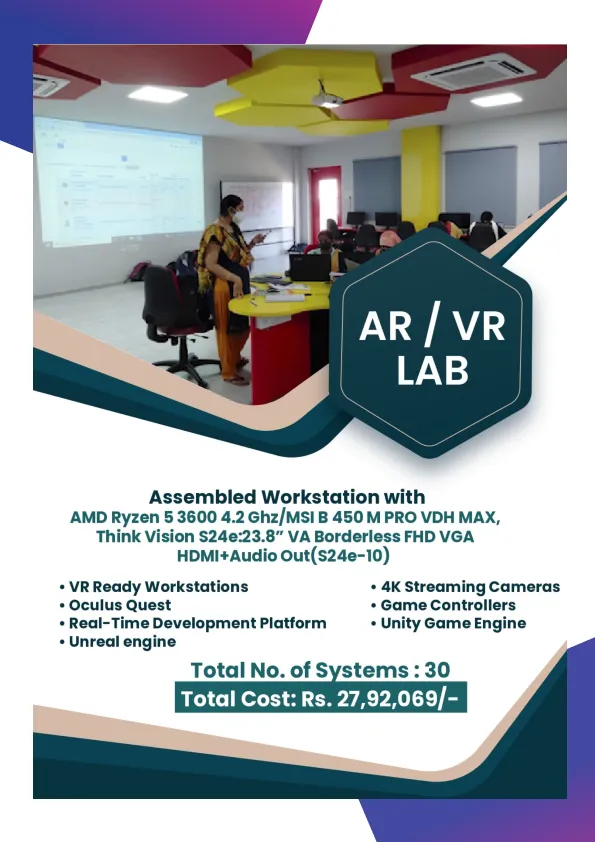 AR / VR
LAB
Assembled Workstation with
AMD Ryzen 5 3600 4.2 Ghz/MSI B 450 M PRO VDH MAX,
Think Vision S24e:23.8” VA Borderless FHD VGA
HDMI+Audio Out(S24e-10)
• VR Ready Workstations
• Oculus Quest
• Real-Time Development Platform
• Unreal engine
• 4K Streaming Cameras
• Game Controllers
• Unity Game Engine
Total No. of Systems : 30
Total Cost: Rs. 27,92,069/-